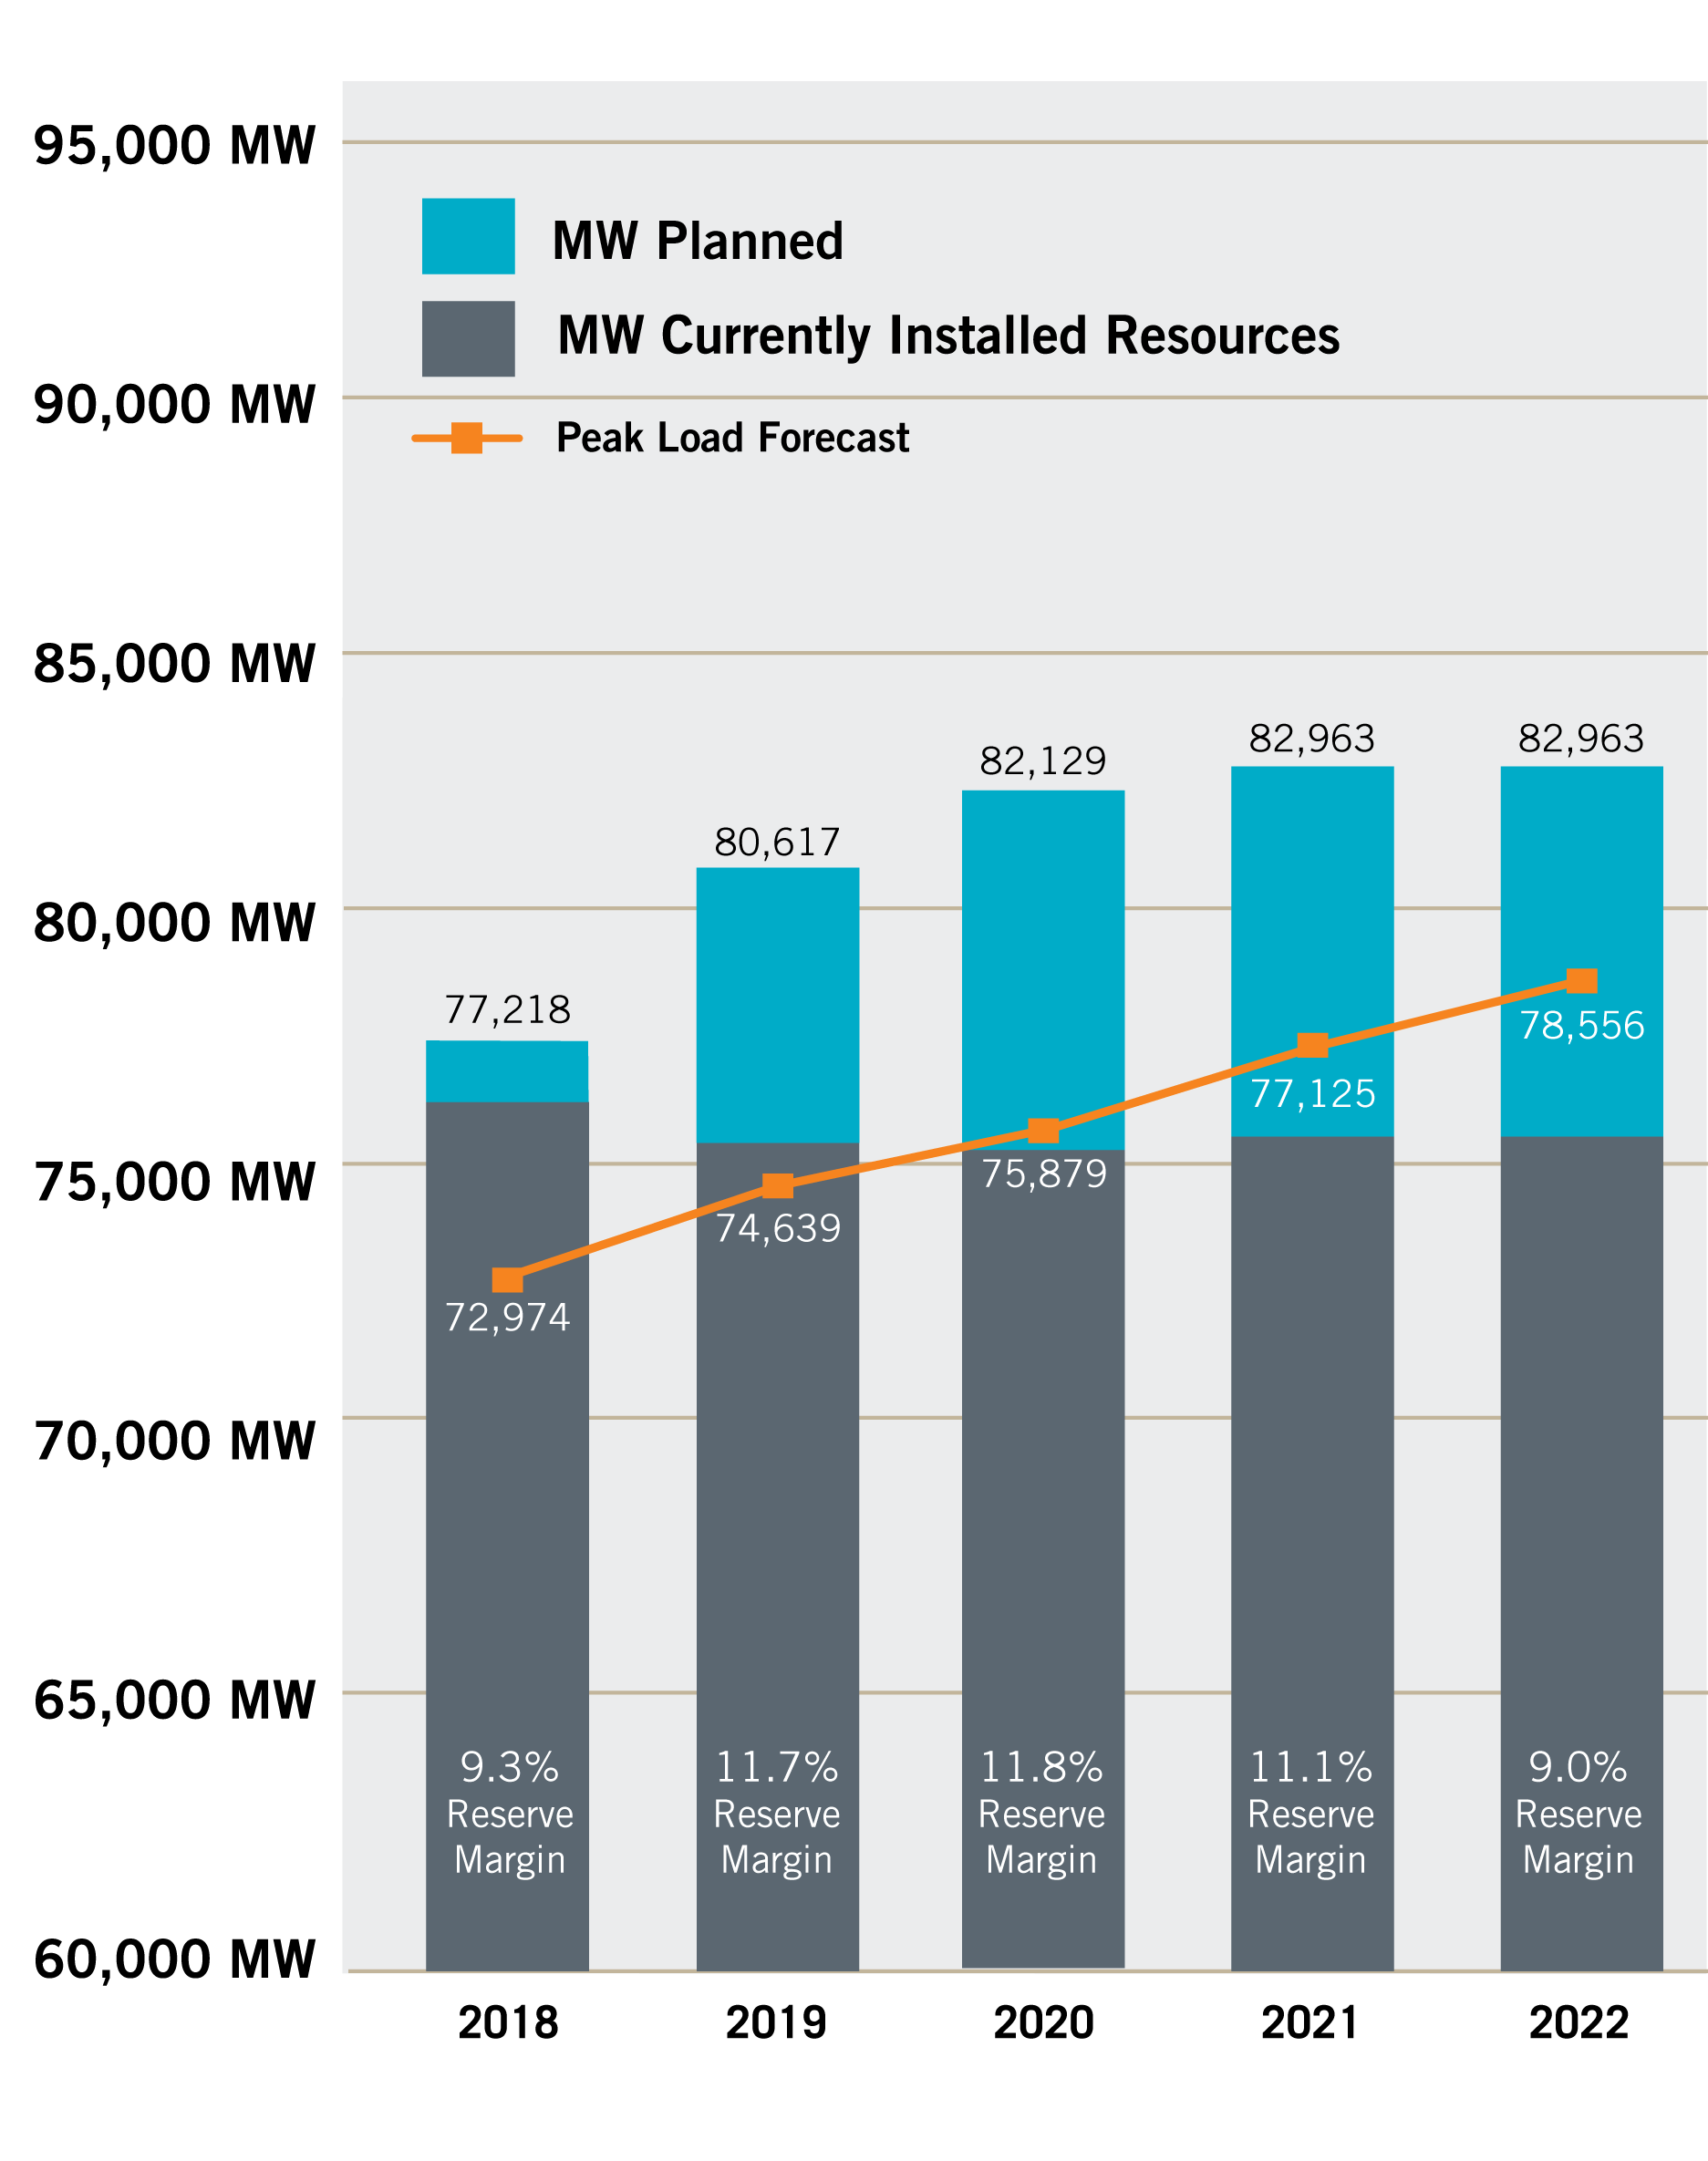 95,000 MW
MW Planned
MW Currently Installed Resources
90,000 MW
Peak Load Forecast
85,000 MW
82,963
82,963
82,129
80,617
80,000 MW
77,218
78,556
77,125
75,000 MW
75,879
74,639
72,974
70,000 MW
65,000 MW
9.3%
Reserve
Margin
11.7%
Reserve
Margin
11.8%
Reserve
Margin
11.1%
Reserve
Margin
9.0%
Reserve
Margin
60,000 MW
2018
2019
2020
2021
2022